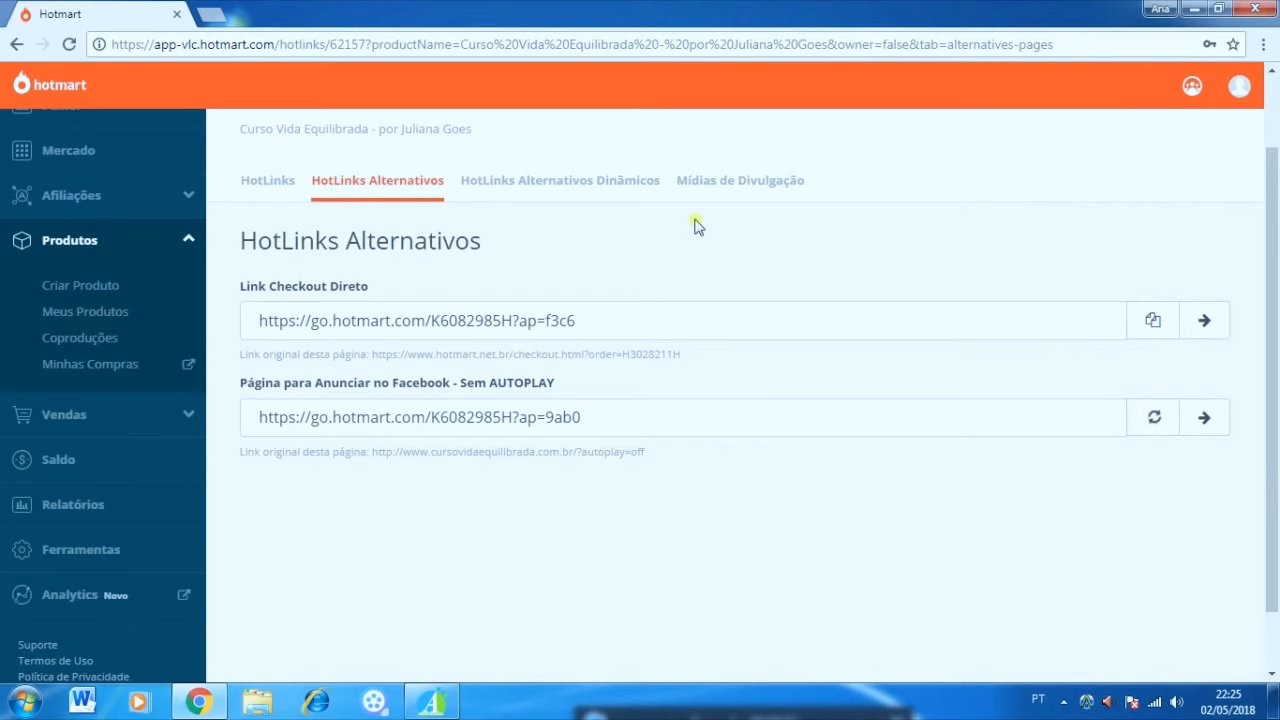 Hotmart
Ana
https://app-vlc.hotmart.com/hotlinks/62157?productName=Curso%20Vida%20Equilibrada%20-%20por%20Juliana%20Goes&owner=false&tab=alternatives-pages
hotmart
Mercado
Afiliações
Produtos
Criar Produto
Meus Produtos
Coproduções
Minhas Compras
Vendas
Saldo
Relatórios
Ferramentas
Analytics Novo
Suporte
Termos de Uso
Política de Privacidade
Curso Vida Equilibrada - por Juliana Goes
HotLinks HotLinks Alternativos HotLinks Alternativos Dinâmicos Mídias de Divulgação
HotLinks Alternativos
Link Checkout Direto
https://go.hotmart.com/K6082985H?ap=f3c6
Link original desta página: https://www.hotmart.net.br/checkout.html?order=H3028211H
Página para Anunciar no Facebook - Sem AUTOPLAY
https://go.hotmart.com/K6082985H?ap=9ab0
Link original desta página: http://www.cursovidaequilibrada.com.br/?autoplay=off
PT
22:25
02/05/2018